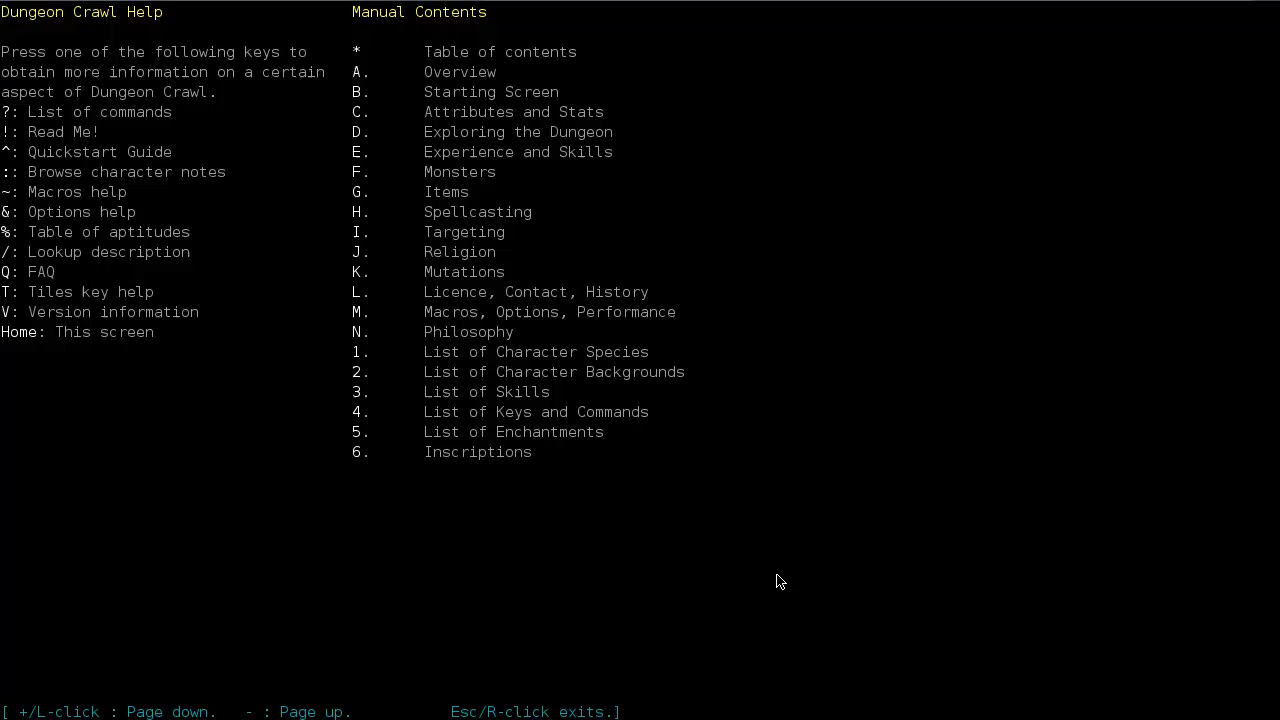 Dungeon Crawl Help
Press one of the following keys to
obtain more information on a certain
aspect of Dungeon Crawl.
?: List of commands
!: Read Me!
^: Quickstart Guide
:: Browse character notes
~: Macros help
&: Options help
%: Table of aptitudes
/: Lookup description
Q: FAQ
T: Tiles key help
V: Version information
Home: This screen
Manual Contents
* Table of contents
A. Overview
B. Starting Screen
C. Attributes and Stats
D. Exploring the Dungeon
E. Experience and Skills
F. Monsters
G. Items
H. Spellcasting
I. Targeting
J. Religion
K. Mutations
L. Licence, Contact, History
M. Macros, Options, Performance
N. Philosophy
1. List of Character Species
2. List of Character Backgrounds
3. List of Skills
4. List of Keys and Commands
5. List of Enchantments
6. Inscriptions
[ +/L-click : Page down. - : Page up. Esc/R-click exits.]